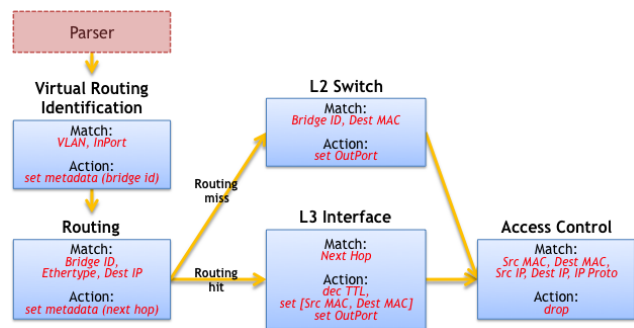 Parser
Virtual Routing
Identification
Match:
VLAN, InPort
Action:
set metadata (bridge id)
Routing
Match:
Bridge ID,
Ethertype, Dest IP
Action:
set metadata (next hop)
Routing
miss
Routing
hit
L2 Switch
Match:
Bridge ID, Dest MAC
Action:
set OutPort
L3 Interface
Match:
Next Hop
Action:
dec TTL,
set [Src MAC, Dest MAC]
set OutPort
Access Control
Match:
Src MAC, Dest MAC,
Src IP, Dest IP, IP Proto
Action:
drop